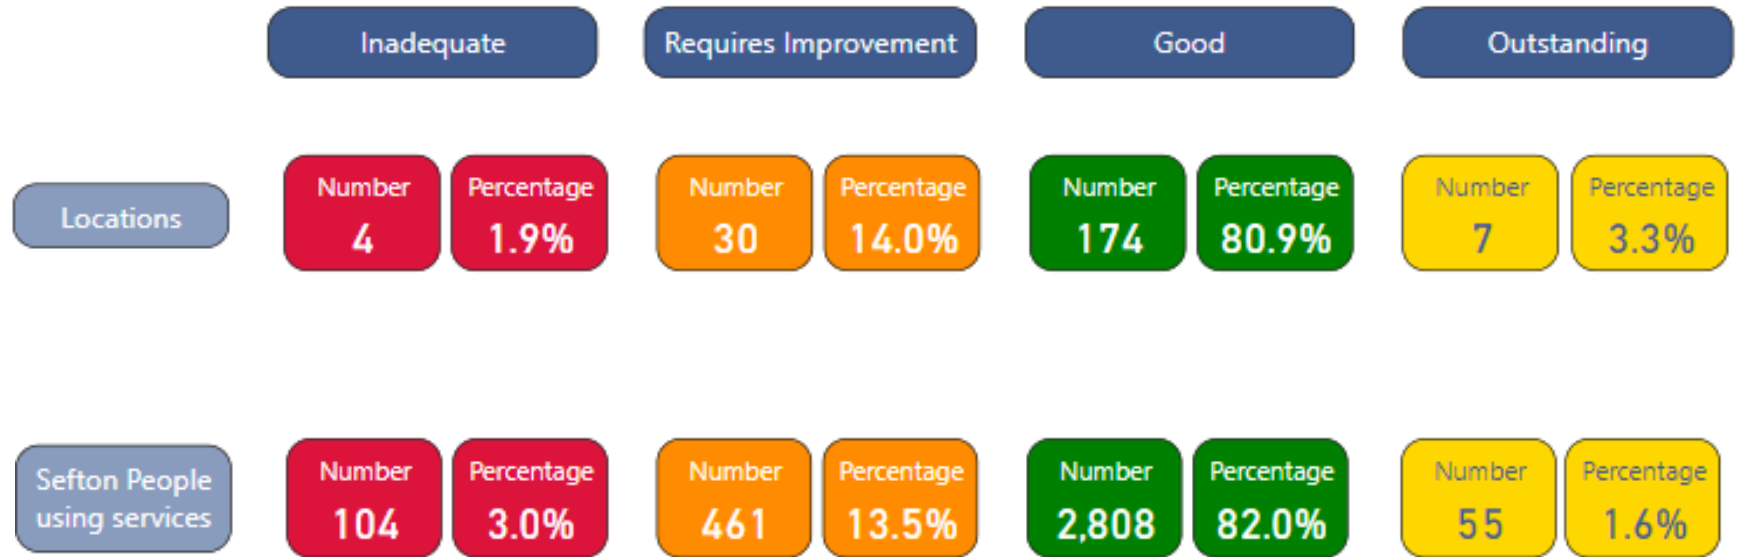 Inadequate
Requires Improvement
Good
Outstanding
Locations
Number
4
Percentage
1.9%
Number
30
Percentage
14.0%
Number
174
Percentage
80.9%
Number
7
Percentage
3.3%
Sefton People
using services
Number
104
Percentage
3.0%
Number
461
Percentage
13.5%
Number
2,808
Percentage
82.0%
Number
55
Percentage
1.6%